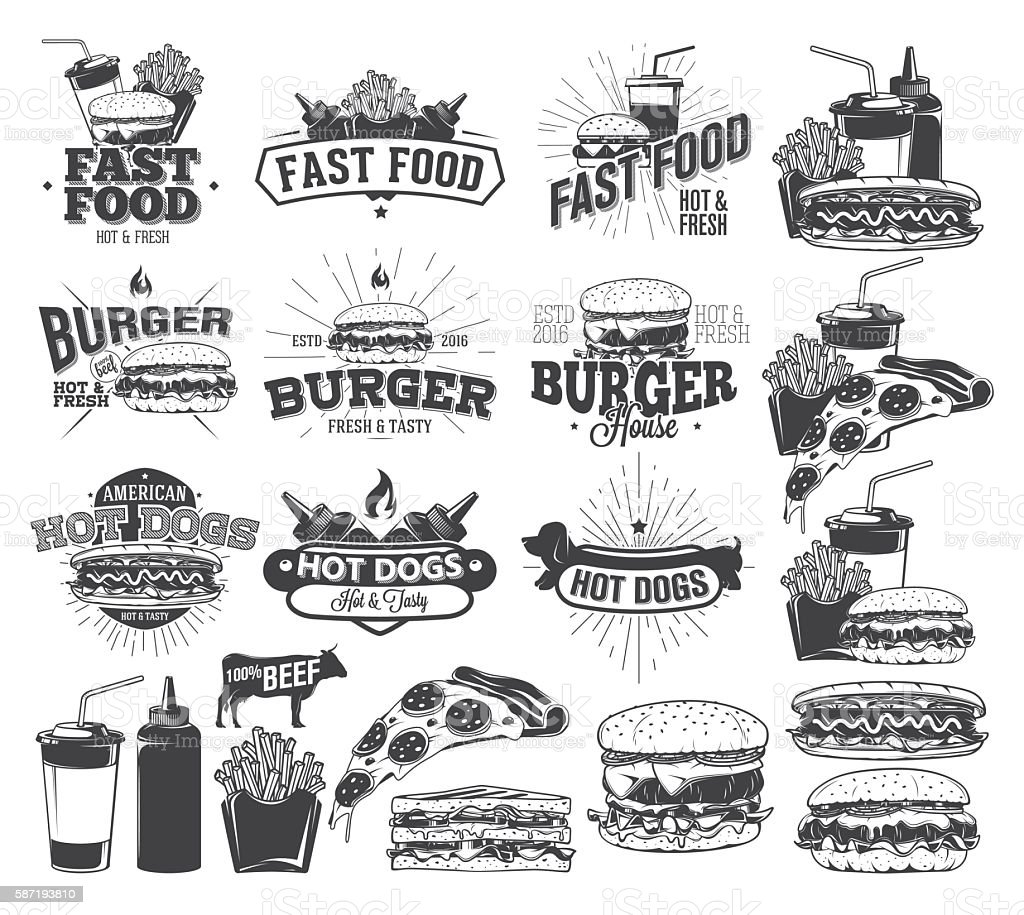 FAST
FOOD
HOT & FRESH
FAST FOOD
FAST FOOD
HOT &
FRESH
BURGER
100% beef
HOT &
FRESH
ESTD 2016
BURGER
FRESH & TASTY
ESTD
2016
HOT &
FRESH
BURGER
House
AMERICAN
HOT DOGS
HOT & TASTY
HOT DOGS
Hot & Tasty
HOT DOGS
100% BEEF
iStock
by Getty Images™
587193810